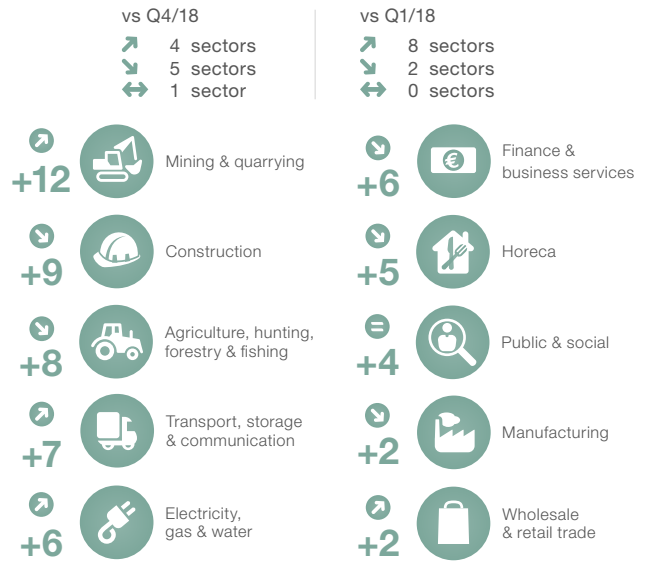 vs Q4/18
4 sectors
5 sectors
1 sector
vs Q1/18
8 sectors
2 sectors
0 sectors
+12
Mining & quarrying
+9
Construction
+8
Agriculture, hunting,
forestry & fishing
+7
Transport, storage
& communication
+6
Electricity,
gas & water
+6
€
Finance &
business services
+5
Horeca
+4
Public & social
+2
Manufacturing
+2
Wholesale
& retail trade